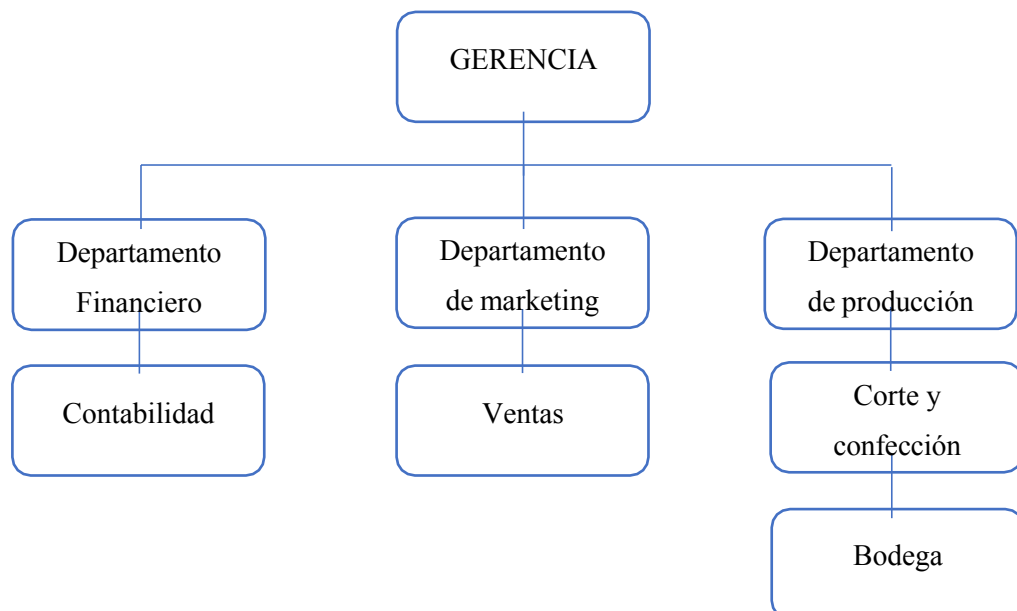 GERENCIA
Departamento
Financiero
Departamento
de marketing
Departamento
de producción
Contabilidad
Ventas
Corte y
confección
Bodega